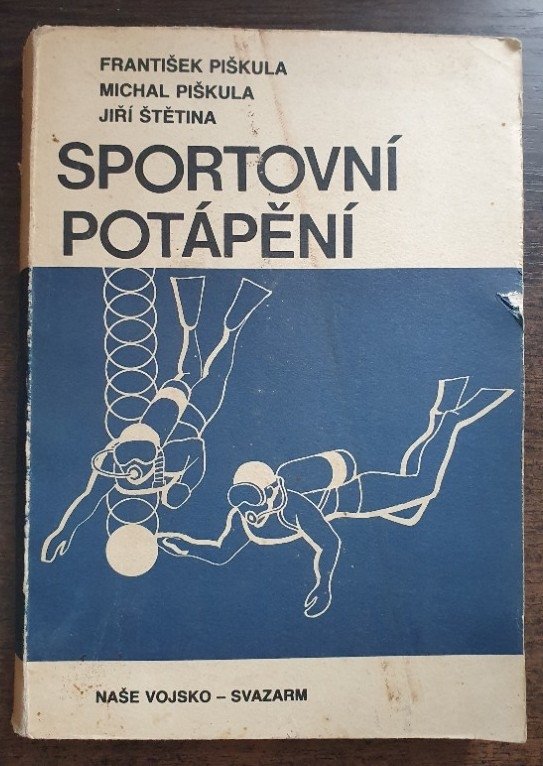 FRANTIŠEK PIŠKULA
MICHAL PIŠKULA
JIŘÍ ŠTĚTINA
SPORTOVNÍ
POTÁPĚNÍ
NAŠE VOJSKO – SVAZARM